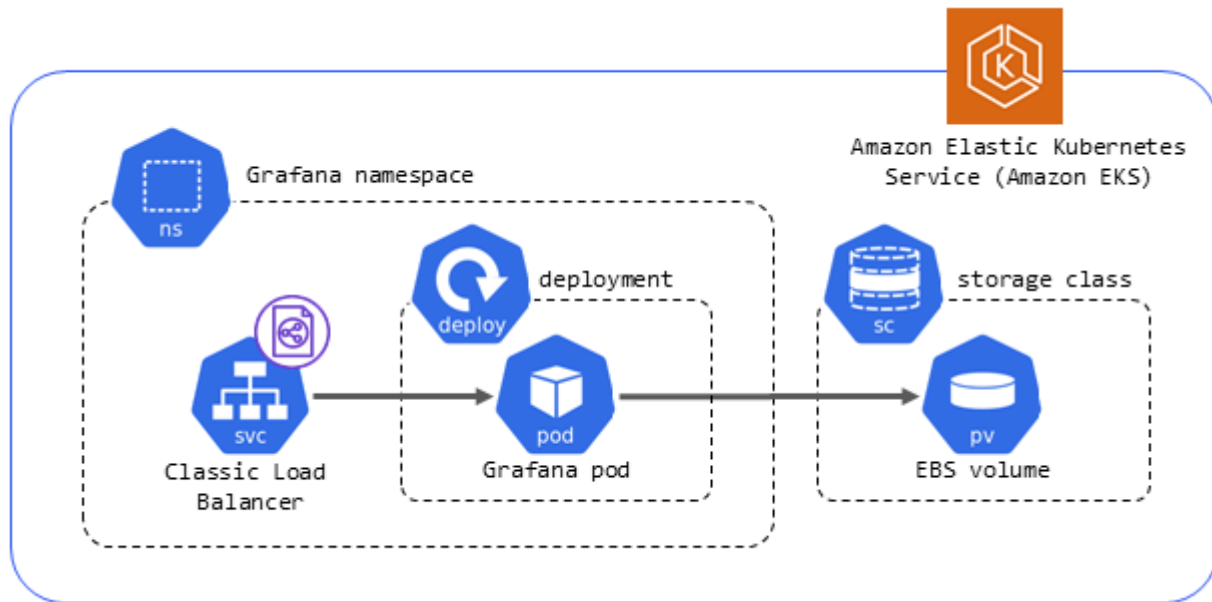 K
Amazon Elastic Kubernetes
Service (Amazon EKS)
Grafana namespace
ns
deployment
deploy
storage class
sc
svc
Classic Load
Balancer
pod
Grafana pod
pv
EBS volume